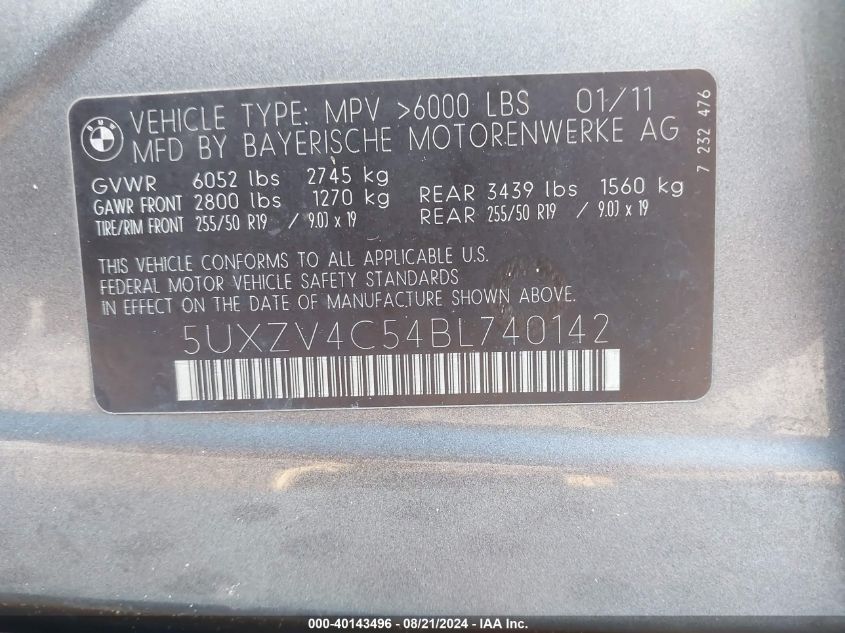 BMW
VEHICLE TYPE: MPV >6000 LBS 01/11
MFD BY BAYERISCHE MOTORENWERKE AG
7 232 476
GVWR 6052 lbs 2745 kg
GAWR FRONT 2800 lbs 1270 kg REAR 3439 lbs 1560 kg
TIRE/RIM FRONT 255/50 R19 / 9.0J x 19 REAR 255/50 R19 / 9.0J x 19
THIS VEHICLE CONFORMS TO ALL APPLICABLE U.S.
FEDERAL MOTOR VEHICLE SAFETY STANDARDS
IN EFFECT ON THE DATE OF MANUFACTURE SHOWN ABOVE.
5UXZV4C54BL740142
000-40143496 - 08/21/2024 - IAA Inc.